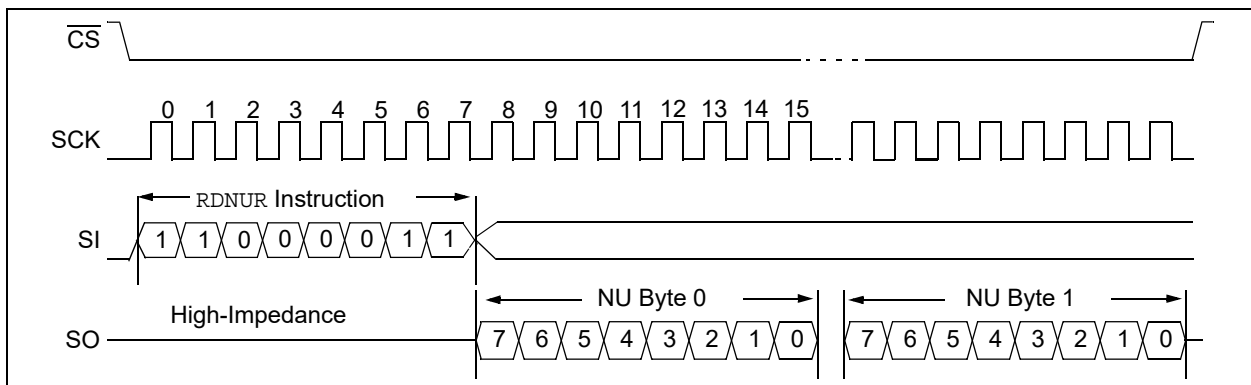 CS
0 1 2 3 4 5 6 7 8 9 10 11 12 13 14 15
SCK
RDNUR Instruction
SI 1 1 0 0 0 0 1 1
NU Byte 0 NU Byte 1
High-Impedance
SO 7 6 5 4 3 2 1 0 7 6 5 4 3 2 1 0